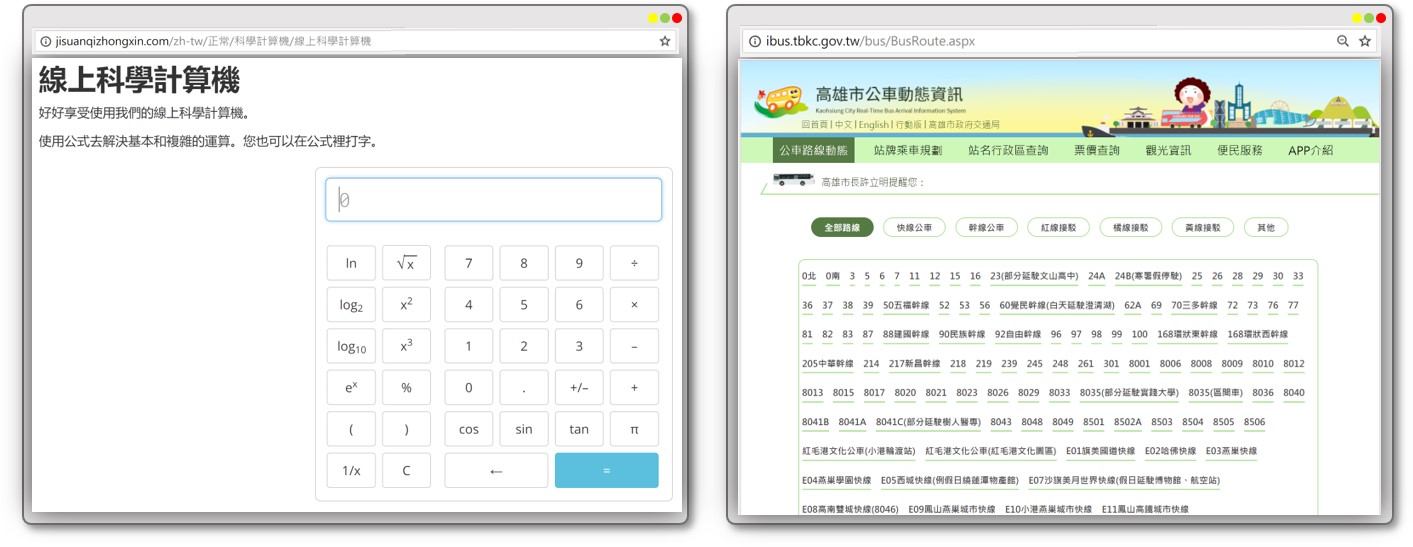 jisuanqizhongxin.com/zh-tw/正常/科學計算機/線上科學計算機
線上科學計算機
好好享受使用我們的線上科學計算機。
使用公式去解決基本和複雜的運算。您也可以在公式裡打字。
0
ln √x 7 8 9 ÷
log2 x² 4 5 6 ×
log10 x³ 1 2 3 –
eˣ % 0 . +/– +
( ) cos sin tan π
1/x C ← =
ibus.tbkc.gov.tw/bus/BusRoute.aspx
高雄市公車動態資訊
Kaohsiung City Real-Time Bus Arrival Information System
回首頁 | 中文 | English | 行動版 | 高雄市政府交通局
公車路線動態 站牌乘車規劃 站名行政區查詢 票價查詢 觀光資訊 便民服務 APP介紹
高雄市長許立明提醒您：
全部路線 快線公車 幹線公車 紅線接駁 橘線接駁 黃線接駁 其他
0北 0南 3 5 6 7 11 12 15 16 23(部分延駛文山高中) 24A 24B(寒暑假停駛) 25 26 28 29 30 33
36 37 38 39 50五福幹線 52 53 56 60覺民幹線(白天延駛澄清湖) 62A 69 70三多幹線 72 73 76 77
81 82 83 87 88建國幹線 90民族幹線 92自由幹線 96 97 98 99 100 168環狀東幹線 168環狀西幹線
205中華幹線 214 217新昌幹線 218 219 239 245 248 261 301 8001 8006 8008 8009 8010 8012
8013 8015 8017 8020 8021 8023 8026 8029 8033 8035(部分延駛實踐大學) 8035(區間車) 8036 8040
8041B 8041A 8041C(部分延駛樹人醫專) 8043 8048 8049 8501 8502A 8503 8504 8505 8506
紅毛港文化公車(小港輪渡站) 紅毛港文化公車(紅毛港文化園區) E01旗美國道快線 E02哈佛快線 E03燕巢快線
E04燕巢學園快線 E05西城快線(例假日繞蓮潭物產館) E07沙旗美月世界快線(假日延駛博物館、航空站)
E08高南雙城快線(8046) E09鳳山燕巢城市快線 E10小港燕巢城市快線 E11鳳山高鐵城市快線